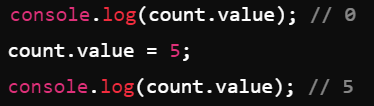 console.log(count.value); // 0
count.value = 5;
console.log(count.value); // 5